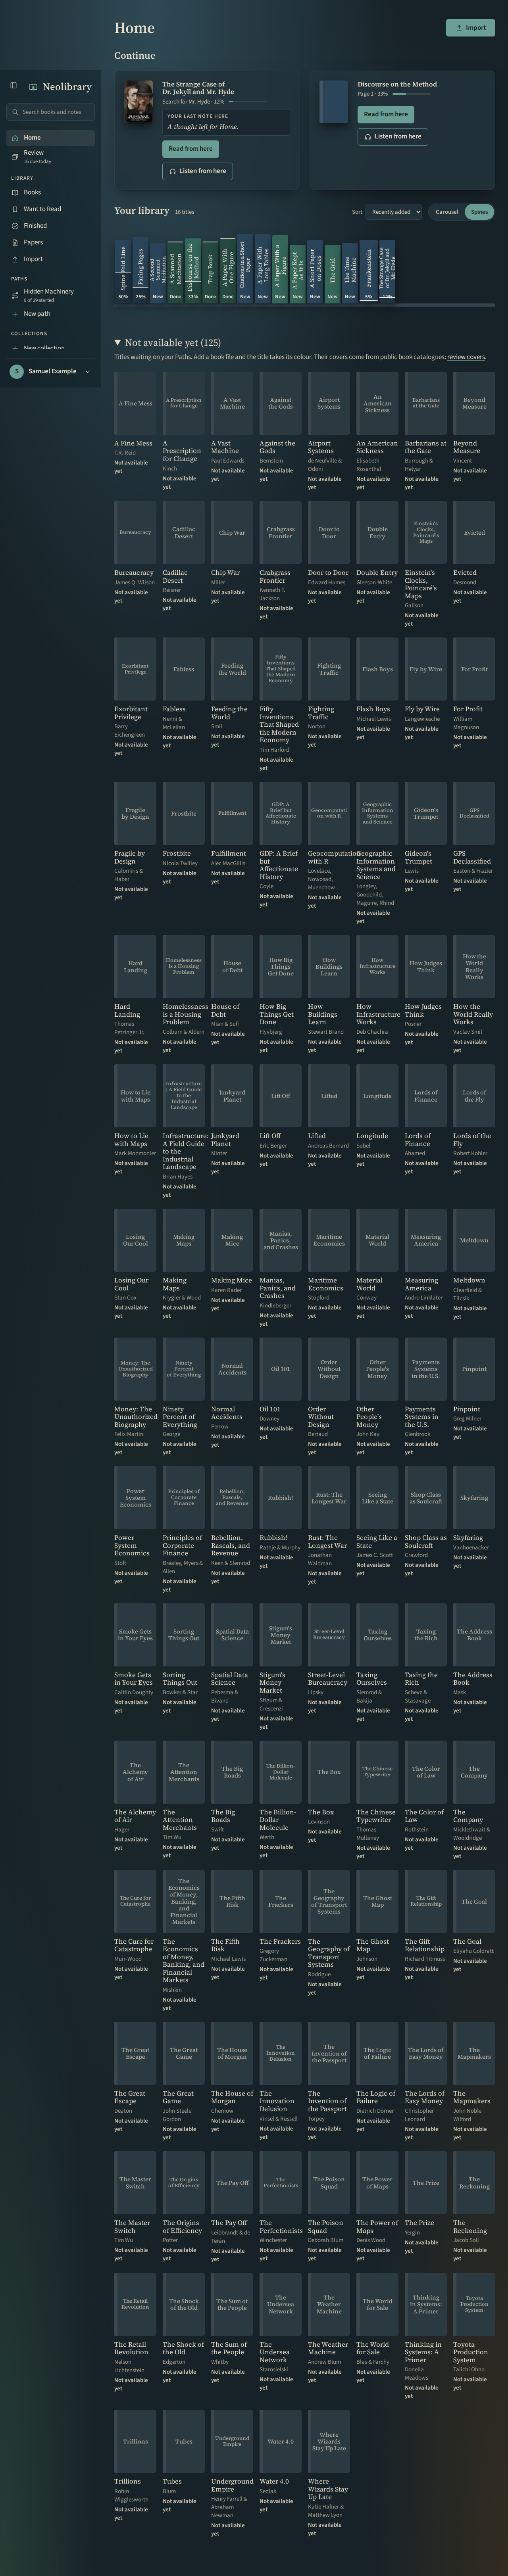 Neolibrary
Search books and notes
Home
Review
16 due today
LIBRARY
Books
Want to Read
Finished
Papers
Import
PATHS
Hidden Machinery
0 of 29 started
New path
COLLECTIONS
New collection
S
Samuel Example
Home
Import
Continue
The Strange Case of
Dr. Jekyll and Mr. Hyde
Search for Mr. Hyde · 12%
YOUR LAST NOTE HERE
A thought left for Home.
Read from here
Listen from here
Discourse on the Method
Page 1 · 33%
Read from here
Listen from here
Your library
16 titles
Sort
Recently added
Carousel
Spines
Not available yet (125)
Titles waiting on your Paths. Add a book file and the title takes its colour. Their covers come from public book catalogues: review covers.
A Fine Mess
T.R. Reid
Not available yet
A Prescription for Change
Kinch
Not available yet
A Vast Machine
Paul Edwards
Not available yet
Against the Gods
Bernstein
Not available yet
Airport Systems
de Neufville & Odoni
Not available yet
An American Sickness
Elisabeth Rosenthal
Not available yet
Barbarians at the Gate
Burrough & Helyar
Not available yet
Beyond Measure
Vincent
Not available yet
Bureaucracy
James Q. Wilson
Not available yet
Cadillac Desert
Reisner
Not available yet
Chip War
Miller
Not available yet
Crabgrass Frontier
Kenneth T. Jackson
Not available yet
Door to Door
Edward Humes
Not available yet
Double Entry
Gleeson-White
Not available yet
Einstein's Clocks, Poincaré's Maps
Galison
Not available yet
Evicted
Desmond
Not available yet
Exorbitant Privilege
Barry Eichengreen
Not available yet
Fabless
Nenni & McLellan
Not available yet
Feeding the World
Smil
Not available yet
Fifty Inventions That Shaped the Modern Economy
Tim Harford
Not available yet
Fighting Traffic
Norton
Not available yet
Flash Boys
Michael Lewis
Not available yet
Fly by Wire
Langewiesche
Not available yet
For Profit
William Magnuson
Not available yet
Fragile by Design
Calomiris & Haber
Not available yet
Frostbite
Nicola Twilley
Not available yet
Fulfillment
Alec MacGillis
Not available yet
GDP: A Brief but Affectionate History
Coyle
Not available yet
Geocomputation with R
Lovelace, Nowosad, Muenchow
Not available yet
Geographic Information Systems and Science
Longley, Goodchild, Maguire, Rhind
Not available yet
Gideon's Trumpet
Lewis
Not available yet
GPS Declassified
Easton & Frazier
Not available yet
Hard Landing
Thomas Petzinger Jr.
Not available yet
Homelessness is a Housing Problem
Colburn & Aldern
Not available yet
House of Debt
Mian & Sufi
Not available yet
How Big Things Get Done
Flyvbjerg
Not available yet
How Buildings Learn
Stewart Brand
Not available yet
How Infrastructure Works
Deb Chachra
Not available yet
How Judges Think
Posner
Not available yet
How the World Really Works
Vaclav Smil
Not available yet
How to Lie with Maps
Mark Monmonier
Not available yet
Infrastructure: A Field Guide to the Industrial Landscape
Brian Hayes
Not available yet
Junkyard Planet
Minter
Not available yet
Lift Off
Eric Berger
Not available yet
Lifted
Andreas Bernard
Not available yet
Longitude
Sobel
Not available yet
Lords of Finance
Ahamed
Not available yet
Lords of the Fly
Robert Kohler
Not available yet
Losing Our Cool
Stan Cox
Not available yet
Making Maps
Krygier & Wood
Not available yet
Making Mice
Karen Rader
Not available yet
Manias, Panics, and Crashes
Kindleberger
Not available yet
Maritime Economics
Stopford
Not available yet
Material World
Conway
Not available yet
Measuring America
Andro Linklater
Not available yet
Meltdown
Clearfield & Tilcsik
Not available yet
Money: The Unauthorized Biography
Felix Martin
Not available yet
Ninety Percent of Everything
George
Not available yet
Normal Accidents
Perrow
Not available yet
Oil 101
Downey
Not available yet
Order Without Design
Bertaud
Not available yet
Other People's Money
John Kay
Not available yet
Payments Systems in the U.S.
Glenbrook
Not available yet
Pinpoint
Greg Milner
Not available yet
Power System Economics
Stoft
Not available yet
Principles of Corporate Finance
Brealey, Myers & Allen
Not available yet
Rebellion, Rascals, and Revenue
Keen & Slemrod
Not available yet
Rubbish!
Rathje & Murphy
Not available yet
Rust: The Longest War
Jonathan Waldman
Not available yet
Seeing Like a State
James C. Scott
Not available yet
Shop Class as Soulcraft
Crawford
Not available yet
Skyfaring
Vanhoenacker
Not available yet
Smoke Gets in Your Eyes
Caitlin Doughty
Not available yet
Sorting Things Out
Bowker & Star
Not available yet
Spatial Data Science
Pebesma & Bivand
Not available yet
Stigum's Money Market
Stigum & Crescenzi
Not available yet
Street-Level Bureaucracy
Lipsky
Not available yet
Taxing Ourselves
Slemrod & Bakija
Not available yet
Taxing the Rich
Scheve & Stasavage
Not available yet
The Address Book
Mask
Not available yet
The Alchemy of Air
Hager
Not available yet
The Attention Merchants
Tim Wu
Not available yet
The Big Roads
Swift
Not available yet
The Billion-Dollar Molecule
Werth
Not available yet
The Box
Levinson
Not available yet
The Chinese Typewriter
Thomas Mullaney
Not available yet
The Color of Law
Rothstein
Not available yet
The Company
Micklethwait & Wooldridge
Not available yet
The Cure for Catastrophe
Muir-Wood
Not available yet
The Economics of Money, Banking, and Financial Markets
Mishkin
Not available yet
The Fifth Risk
Michael Lewis
Not available yet
The Frackers
Gregory Zuckerman
Not available yet
The Geography of Transport Systems
Rodrigue
Not available yet
The Ghost Map
Johnson
Not available yet
The Gift Relationship
Richard Titmuss
Not available yet
The Goal
Eliyahu Goldratt
Not available yet
The Great Escape
Deaton
Not available yet
The Great Game
John Steele Gordon
Not available yet
The House of Morgan
Chernow
Not available yet
The Innovation Delusion
Vinsel & Russell
Not available yet
The Invention of the Passport
Torpey
Not available yet
The Logic of Failure
Dietrich Dörner
Not available yet
The Lords of Easy Money
Christopher Leonard
Not available yet
The Mapmakers
John Noble Wilford
Not available yet
The Master Switch
Tim Wu
Not available yet
The Origins of Efficiency
Potter
Not available yet
The Pay Off
Leibbrandt & de Terán
Not available yet
The Perfectionists
Winchester
Not available yet
The Poison Squad
Deborah Blum
Not available yet
The Power of Maps
Denis Wood
Not available yet
The Prize
Yergin
Not available yet
The Reckoning
Jacob Soll
Not available yet
The Retail Revolution
Nelson Lichtenstein
Not available yet
The Shock of the Old
Edgerton
Not available yet
The Sum of the People
Whitby
Not available yet
The Undersea Network
Starosielski
Not available yet
The Weather Machine
Andrew Blum
Not available yet
The World for Sale
Blas & Farchy
Not available yet
Thinking in Systems: A Primer
Donella Meadows
Not available yet
Toyota Production System
Taiichi Ohno
Not available yet
Trillions
Robin Wigglesworth
Not available yet
Tubes
Blum
Not available yet
Underground Empire
Henry Farrell & Abraham Newman
Not available yet
Water 4.0
Sedlak
Not available yet
Where Wizards Stay Up Late
Katie Hafner & Matthew Lyon
Not available yet